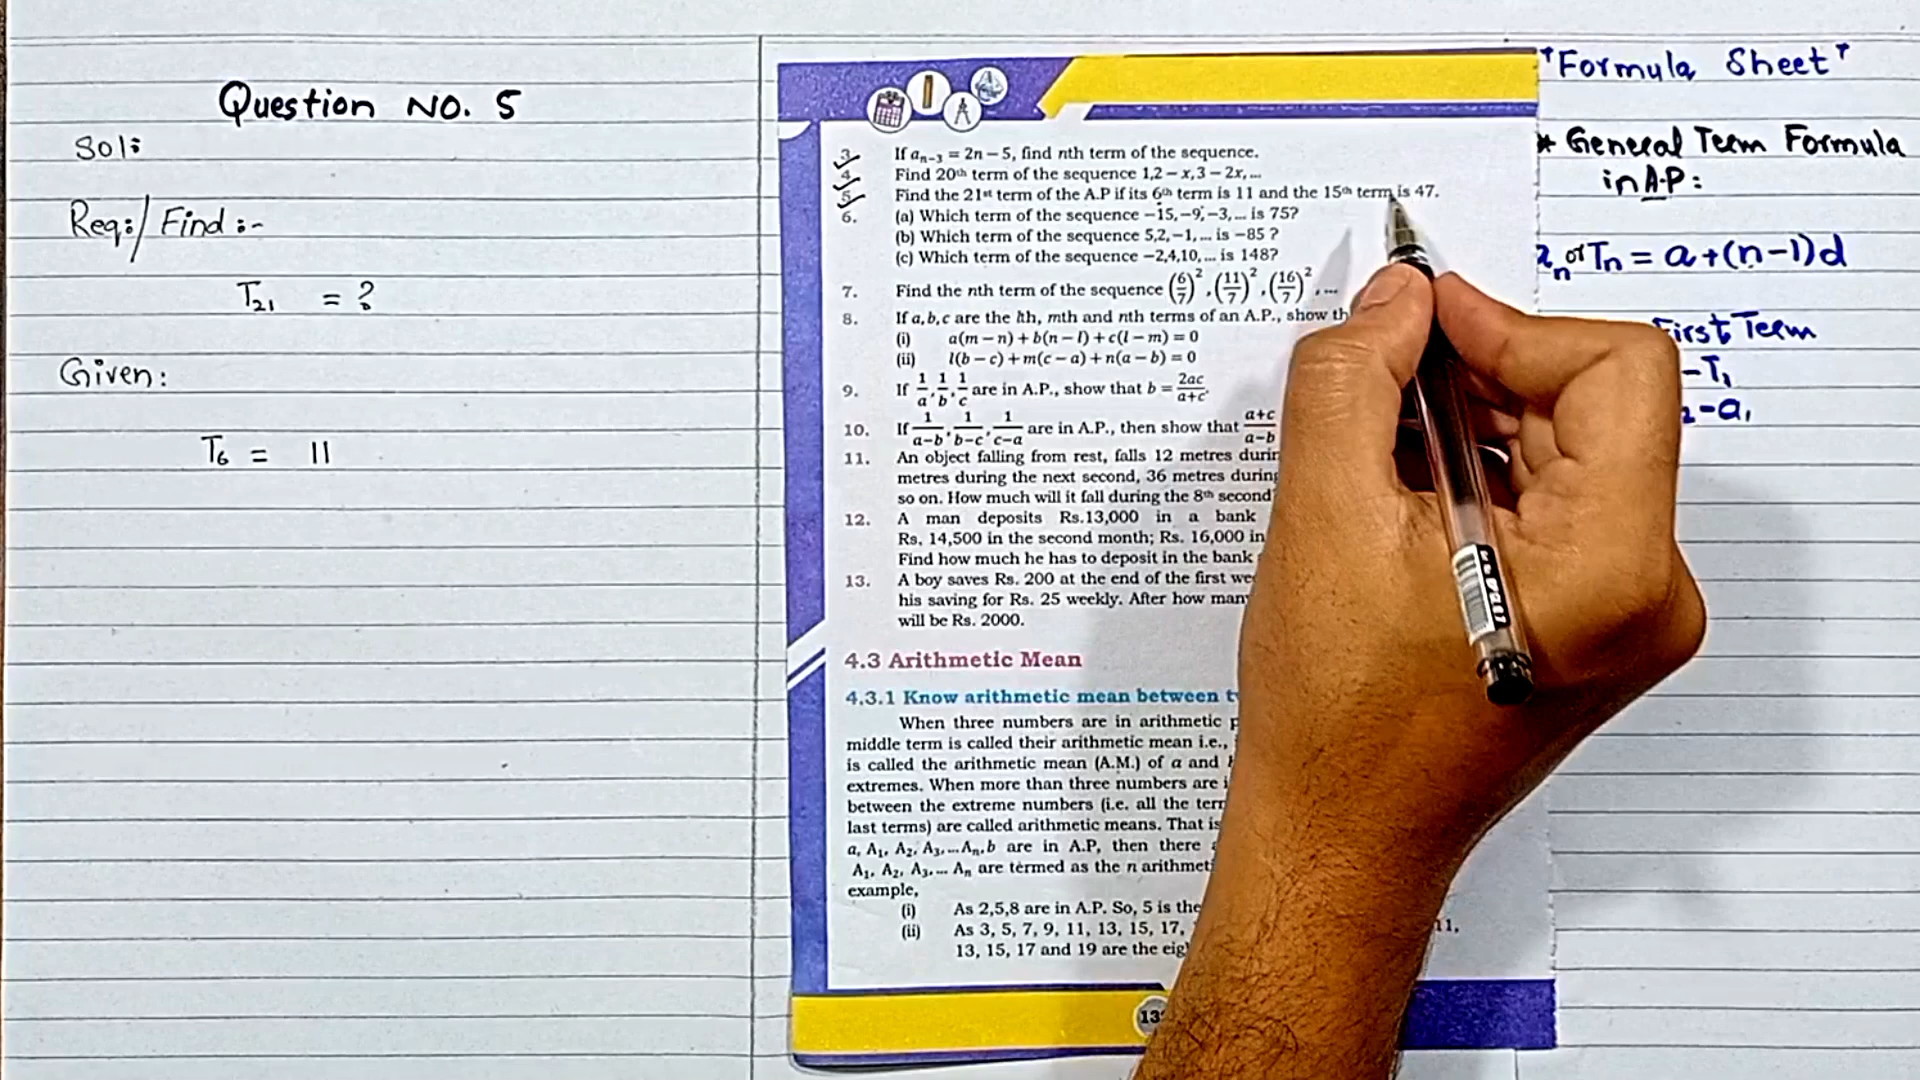 Question NO. 5
Sol:
Req:/ Find :-
T₂₁ = ?
Given:
T₆ = 11
3. If aₙ₋₃ = 2n − 5, find nth term of the sequence.
4. Find 20ᵗʰ term of the sequence 1,2 − x, 3 − 2x, ...
5. Find the 21ˢᵗ term of the A.P if its 6ᵗʰ term is 11 and the 15ᵗʰ term is 47.
6. (a) Which term of the sequence −15,−9,−3,... is 75?
(b) Which term of the sequence 5,2,−1,... is −85 ?
(c) Which term of the sequence −2,4,10,... is 148?
7. Find the nth term of the sequence (6/7)², (11/7)², (16/7)², ...
8. If a,b,c are the lth, mth and nth terms of an A.P., show
(i) a(m − n) + b(n − l) + c(l − m) = 0
(ii) l(b − c) + m(c − a) + n(a − b) = 0
9. If 1/a, 1/b, 1/c are in A.P., show that b = 2ac/a+c.
10. If 1/a−b, 1/b−c, 1/c−a are in A.P., then show that a+c/a−b
11. An object falling from rest, falls 12 metres
metres during the next second, 36 metres during
so on. How much will it fall during the 8ᵗʰ second
12. A man deposits Rs.13,000 in a bank
Rs. 14,500 in the second month; Rs. 16,000 in
Find how much he has to deposit in the bank
13. A boy saves Rs. 200 at the end of the first
his saving for Rs. 25 weekly. After how many
will be Rs. 2000.
4.3 Arithmetic Mean
4.3.1 Know arithmetic mean between
When three numbers are in arithmetic
middle term is called their arithmetic mean i.e.,
is called the arithmetic mean (A.M.) of a and
extremes. When more than three numbers are
between the extreme numbers (i.e. all the
last terms) are called arithmetic means. That is
a, A₁, A₂, A₃,...Aₙ,b are in A.P, then there
A₁, A₂, A₃,... Aₙ are termed as the n
example,
(i) As 2,5,8 are in A.P. So, 5 is the
(ii) As 3, 5, 7, 9, 11, 13, 15, 17, 11,
13, 15, 17 and 19 are the
"Formula Sheet"
* General Term Formula
in A.P:
aₙ or Tₙ = a+(n−1)d
First Term
−T₁
−a₁